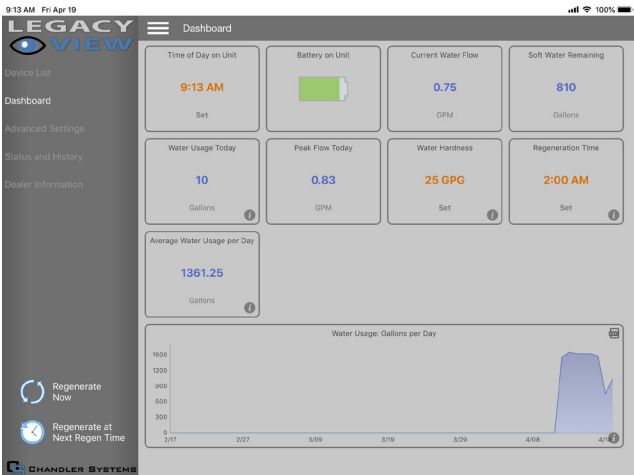 9:13 AM Fri Apr 19
100%
LEGACY
VIEW
Device List
Dashboard
Advanced Settings
Status and History
Dealer Information
Regenerate
Now
Regenerate at
Next Regen Time
CHANDLER SYSTEMS
Dashboard
Time of Day on Unit
9:13 AM
Set
Battery on Unit
Current Water Flow
0.75
GPM
Soft Water Remaining
810
Gallons
Water Usage Today
10
Gallons
i
Peak Flow Today
0.83
GPM
Water Hardness
25 GPG
Set
i
Regeneration Time
2:00 AM
Set
i
Average Water Usage per Day
1361.25
Gallons
i
Water Usage: Gallons per Day
1500
1200
900
600
300
0
2/17 2/27 3/09 3/19 3/29 4/08
i